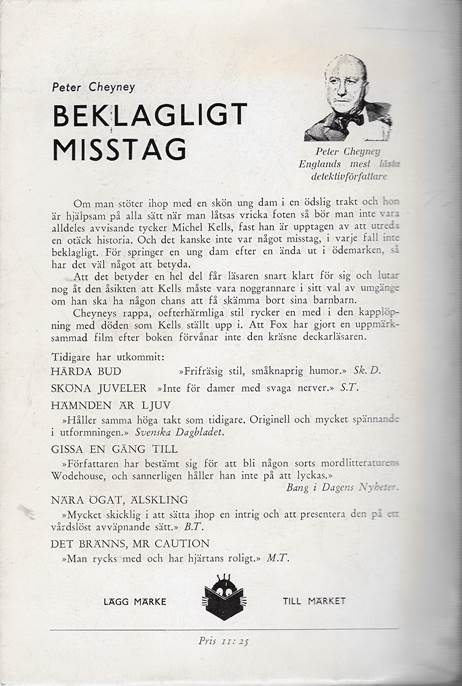 Peter Cheyney
BEKLAGLIGT
MISSTAG
Peter Cheyney
Englands mest lästa
detektivförfattare
Om man stöter ihop med en skön ung dam i en ödslig trakt och hon
är hjälpsam på alla sätt när man låtsas vricka foten så bör man inte vara
alldeles avvisande tycker Michel Kells, fast han är upptagen av att utreda
en otäck historia. Och det kanske inte var något misstag, i varje fall inte
beklagligt. För springer en ung dam efter en ända ut i ödemarken, så
har det väl något att betyda.
Att det betyder en hel del får läsaren snart klart för sig och lutar
nog åt den åsikten att Kells måste vara noggrannare i sitt val av umgänge
om han ska ha någon chans att få skämma bort sina barnbarn.
Cheyneys rappa, oefterhärmliga stil rycker en med i den kapplöp-
ning med döden som Kells ställt upp i. Att Fox har gjort en uppmärk-
sammad film efter boken förvånar inte den kräsne deckarläsaren.
Tidigare har utkommit:
HÅRDA BUD »Frifräsig stil, småknaprig humor.» Sk. D.
SKÖNA JUVELER »Inte för damer med svaga nerver.» S.T.
HÄMNDEN ÄR LJUV
»Håller samma höga takt som tidigare. Originell och mycket spännande
i utformningen.» Svenska Dagbladet.
GISSA EN GÅNG TILL
»Författaren har bestämt sig för att bli någon sorts mordlitteraturens
Wodehouse, och sannerligen håller han inte på att lyckas.»
Bang i Dagens Nyheter.
NÄRA ÖGAT, ÄLSKLING
»Mycket skicklig i att sätta ihop en intrig och att presentera den på ett
vårdslöst avväpnande sätt.» B.T.
DET BRÄNNS, MR CAUTION
»Man rycks med och har hjärtans roligt.» M.T.
LÄGG MÄRKE TILL MÄRKET
Pris 11:25